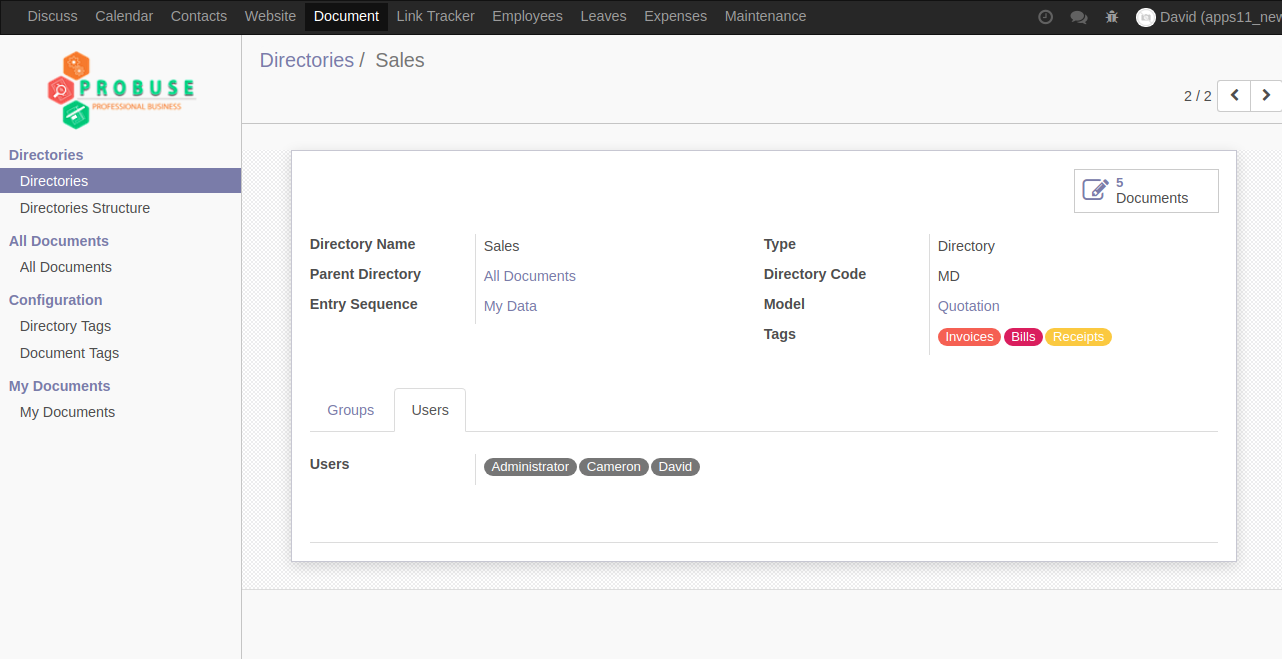 Discuss Calendar Contacts Website Document Link Tracker Employees Leaves Expenses Maintenance David (apps11_new
PROBUSE
PROFESSIONAL BUSINESS
Directories
Directories
Directories Structure
All Documents
All Documents
Configuration
Directory Tags
Document Tags
My Documents
My Documents
Directories / Sales
2 / 2
5
Documents
Directory Name Sales
Parent Directory All Documents
Entry Sequence My Data
Type Directory
Directory Code MD
Model Quotation
Tags Invoices Bills Receipts
Groups Users
Users Administrator Cameron David